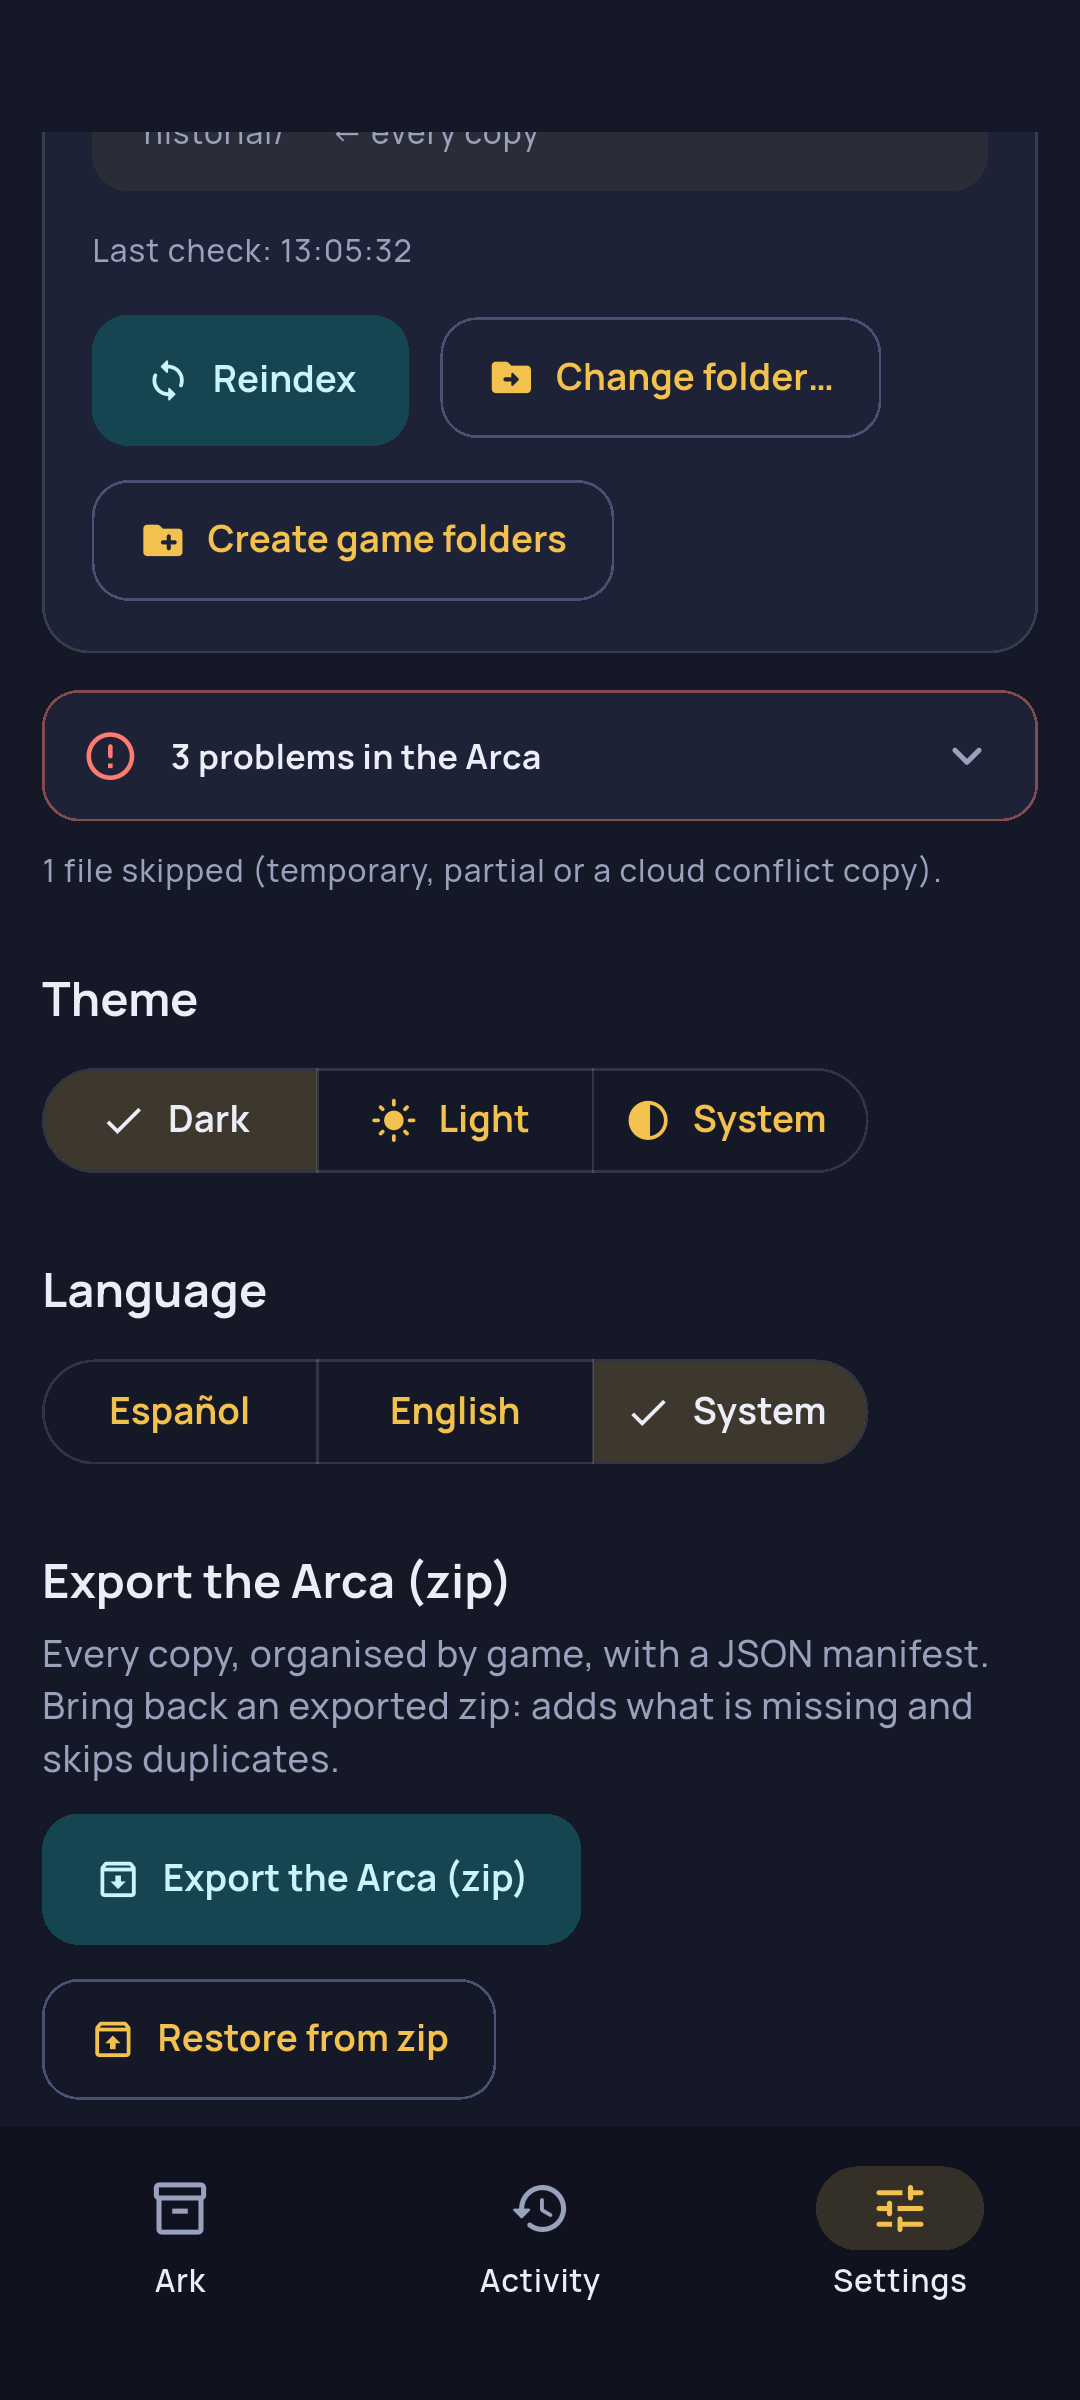 historial/ ← every copy
Last check: 13:05:32
Reindex
Change folder...
Create game folders
3 problems in the Arca
1 file skipped (temporary, partial or a cloud conflict copy).
Theme
Dark
Light
System
Language
Español
English
System
Export the Arca (zip)
Every copy, organised by game, with a JSON manifest.
Bring back an exported zip: adds what is missing and
skips duplicates.
Export the Arca (zip)
Restore from zip
Ark
Activity
Settings